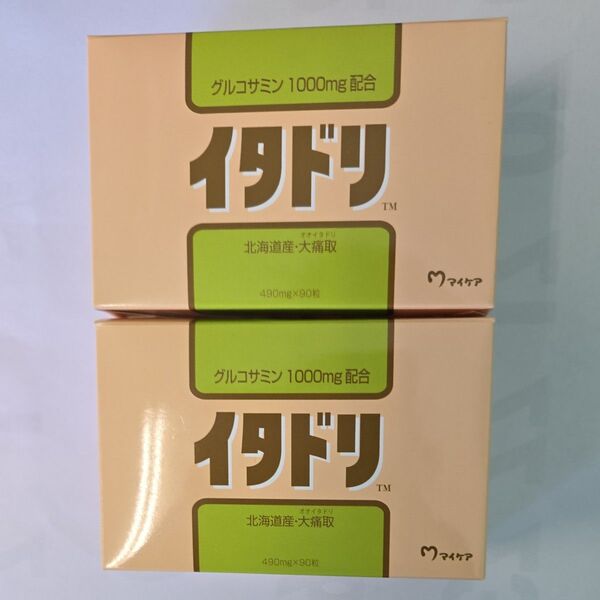 グルコサミン 1000mg 配合
イタドリ
TM
オオイタドリ
北海道産・大痛取
490mg×90粒
マイケア
グルコサミン 1000mg 配合
イタドリ
TM
オオイタドリ
北海道産・大痛取
490mg×90粒
マイケア